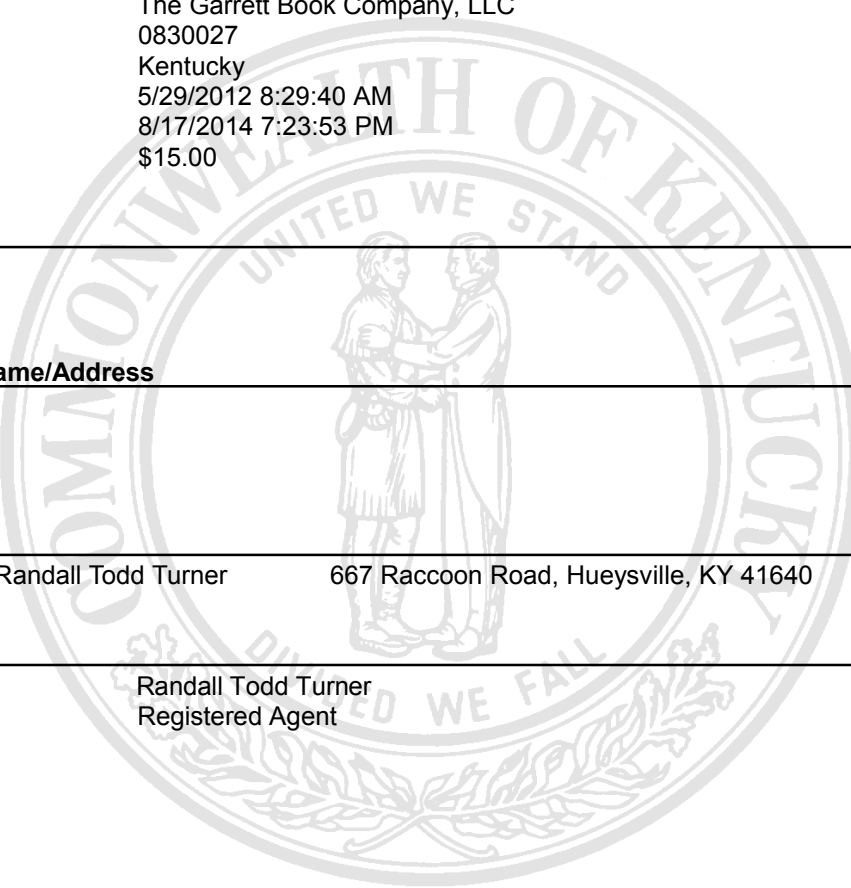 The Garrett Book Company, LLC
0830027
Kentucky
5/29/2012 8:29:40 AM
8/17/2014 7:23:53 PM
$15.00
COMMONWEALTH OF KENTUCKY
UNITED WE STAND
ame/Address
Randall Todd Turner 667 Raccoon Road, Hueysville, KY 41640
DIVIDED WE FALL
Randall Todd Turner
Registered Agent